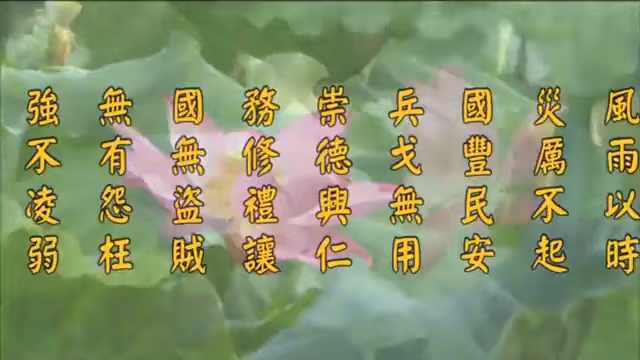 風雨以時
災厲不起
國豐民安
兵戈無用
崇德興仁
務修禮讓
國無盜賊
無有怨枉
強不凌弱